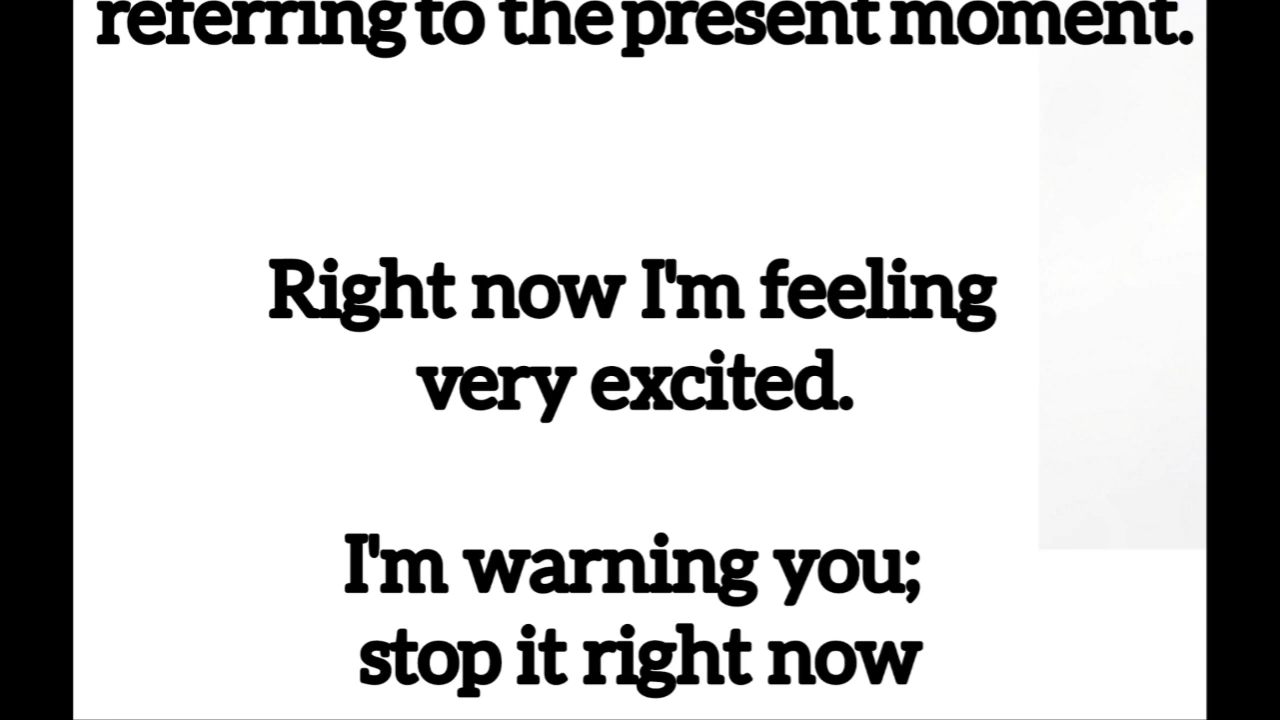 referring to the present moment.
Right now I'm feeling
very excited.
I'm warning you;
stop it right now